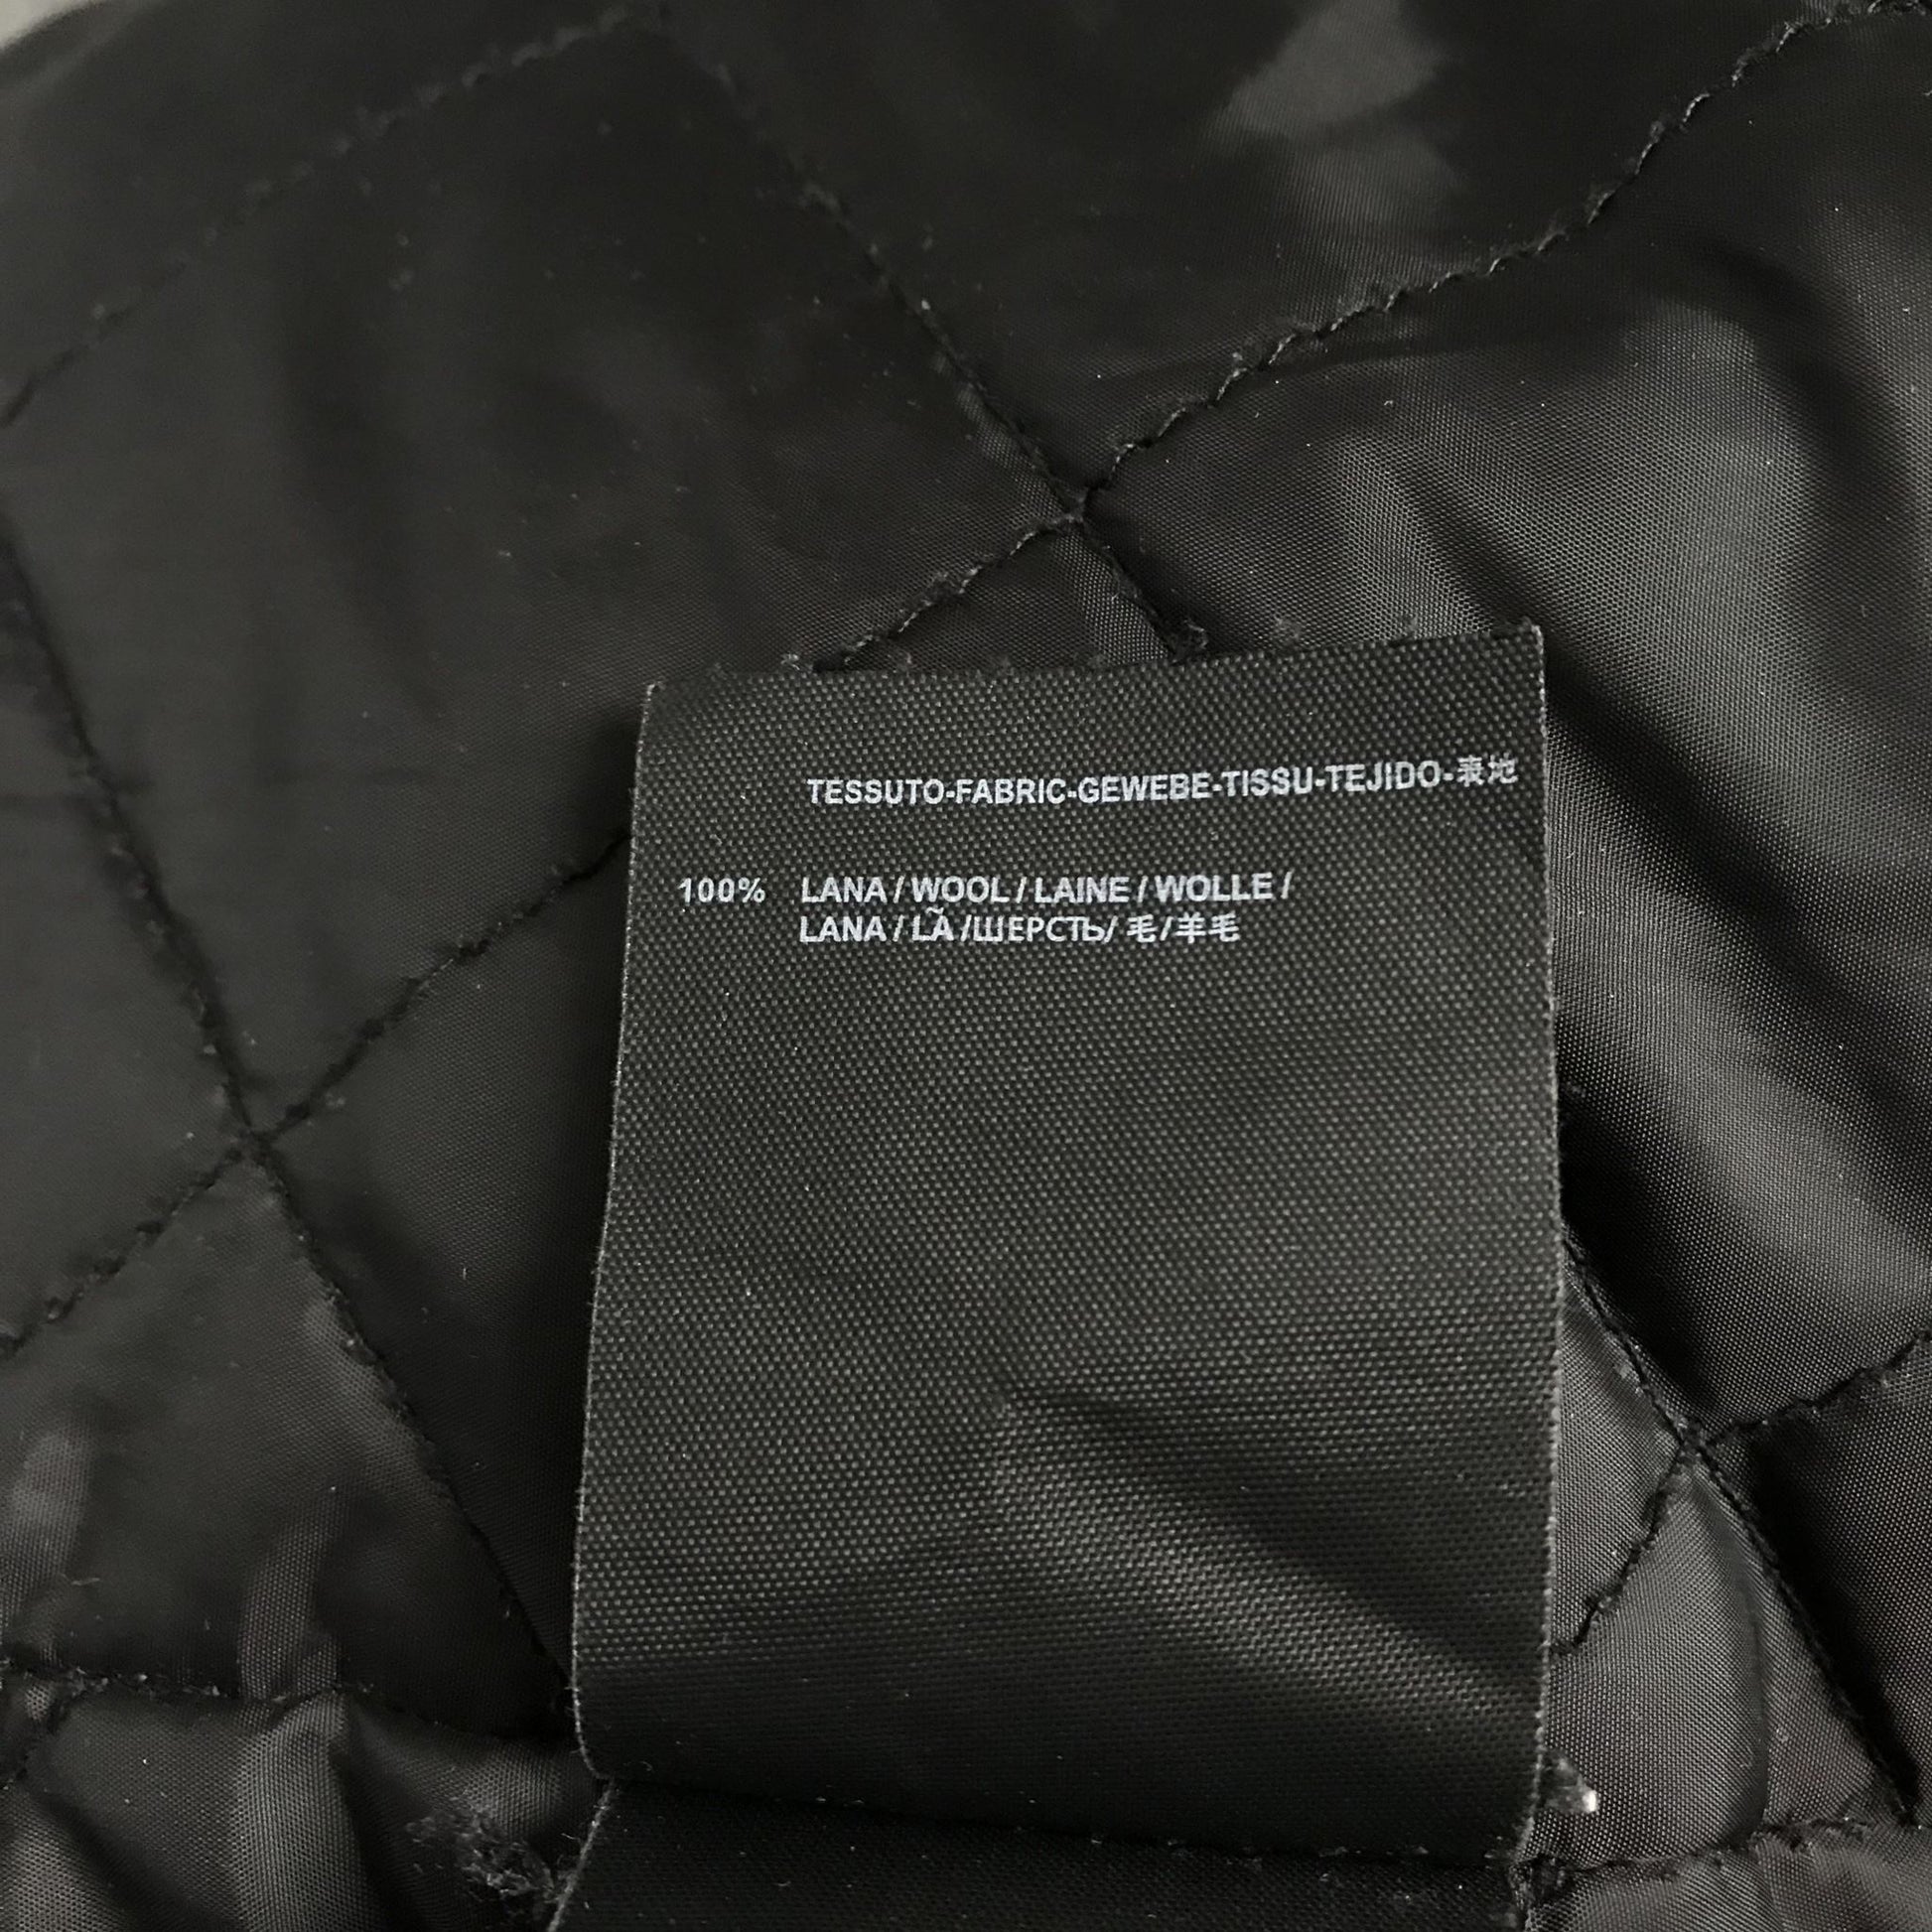 TESSUTO-FABRIC-GEWEBE-TISSU-TEJIDO-表地
100% LANA / WOOL / LAINE / WOLLE /
LANA / LÃ /ШЕРСТЬ/ 毛/羊毛